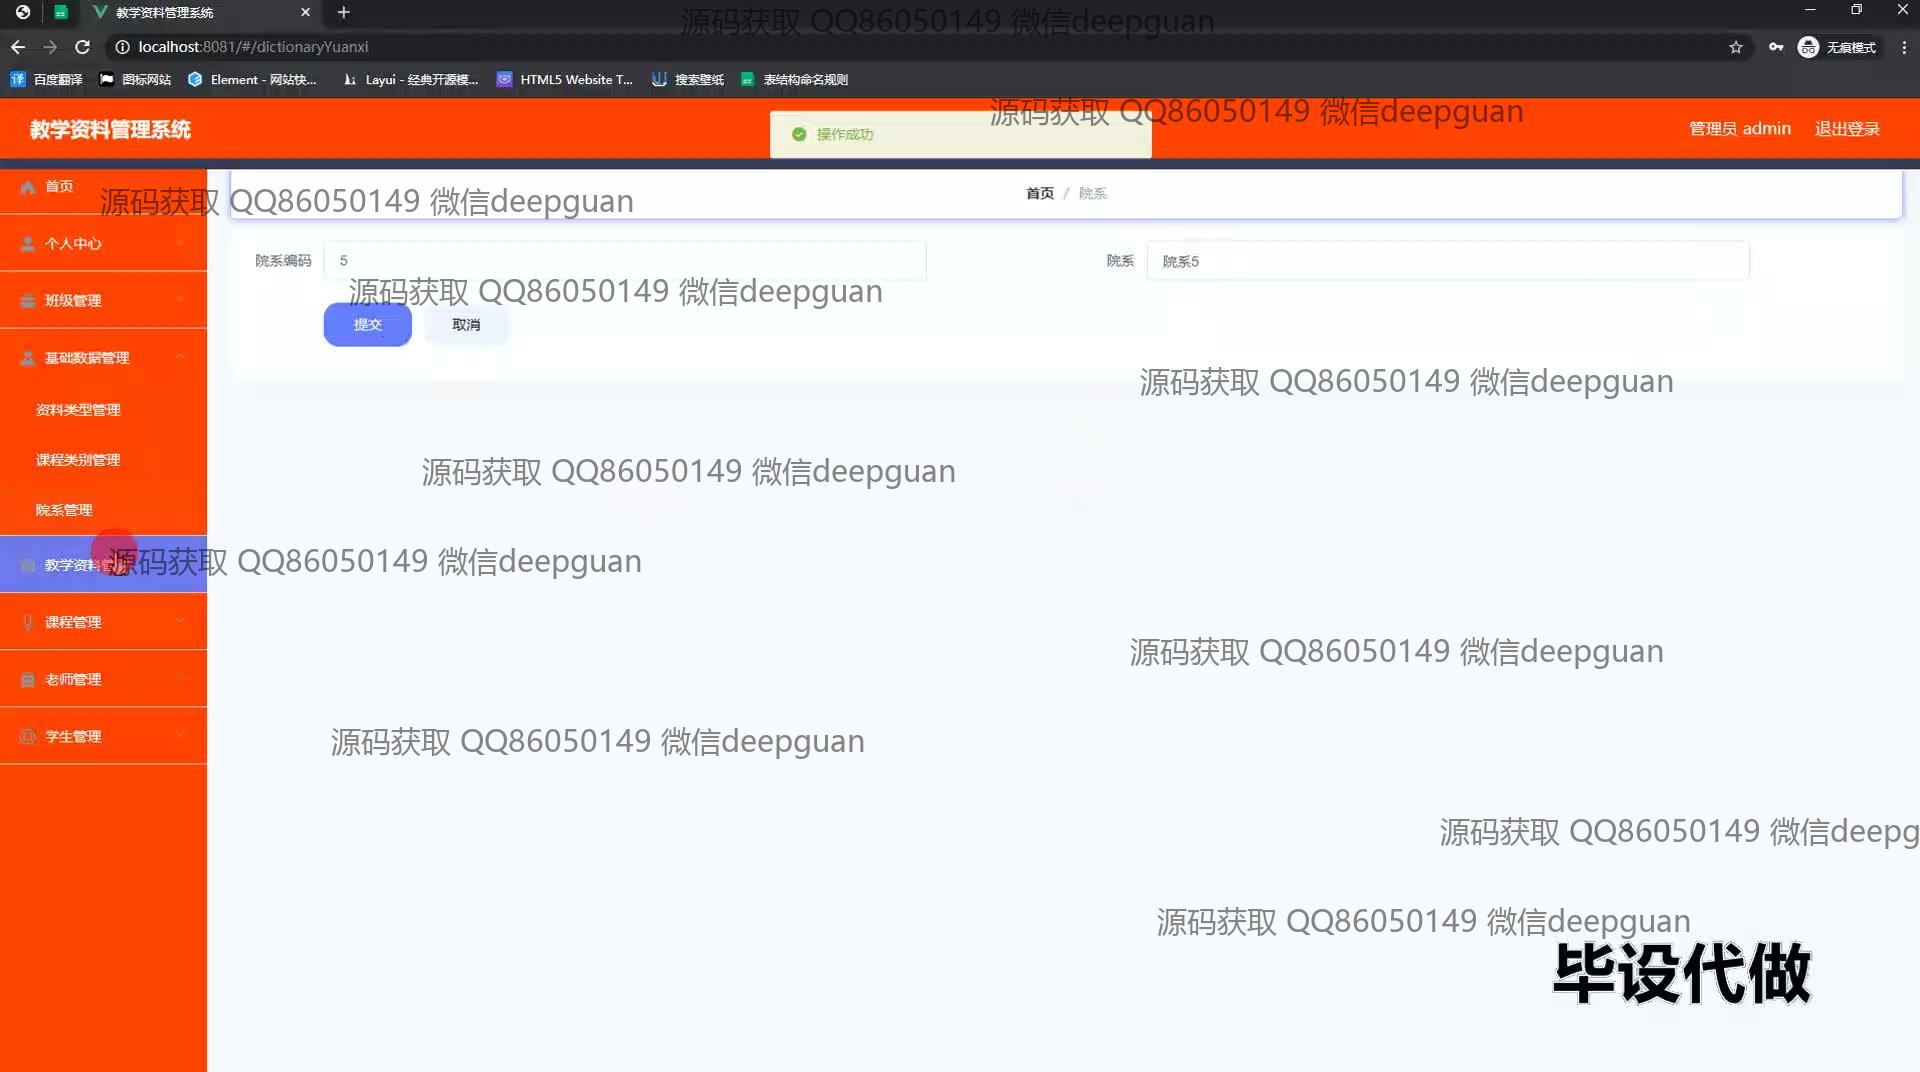 教学资料管理系统
localhost:8081/#/dictionaryYuanxi
无痕模式
百度翻译
图标网站
Element - 网站快...
Layui - 经典开源模...
HTML5 Website T...
搜索壁纸
表结构命名规则
源码获取 QQ86050149 微信deepguan
教学资料管理系统
操作成功
源码获取 QQ86050149 微信deepguan
管理员 admin
退出登录
首页
源码获取 QQ86050149 微信deepguan
首页 / 院系
个人中心
院系编码
5
院系
院系5
源码获取 QQ86050149 微信deepguan
班级管理
提交
取消
基础数据管理
源码获取 QQ86050149 微信deepguan
资料类型管理
课程类别管理
源码获取 QQ86050149 微信deepguan
院系管理
教学资料
源码获取 QQ86050149 微信deepguan
课程管理
源码获取 QQ86050149 微信deepguan
老师管理
学生管理
源码获取 QQ86050149 微信deepguan
源码获取 QQ86050149 微信deepg
源码获取 QQ86050149 微信deepguan
毕设代做